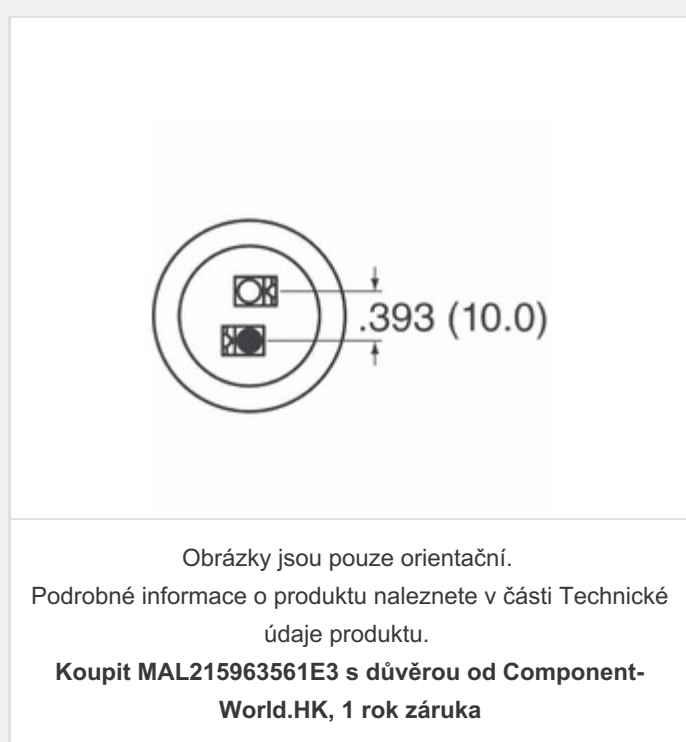 .393 (10.0)
Obrázky jsou pouze orientační.
Podrobné informace o produktu naleznete v části Technické
údaje produktu.
Koupit MAL215963561E3 s důvěrou od Component-
World.HK, 1 rok záruka